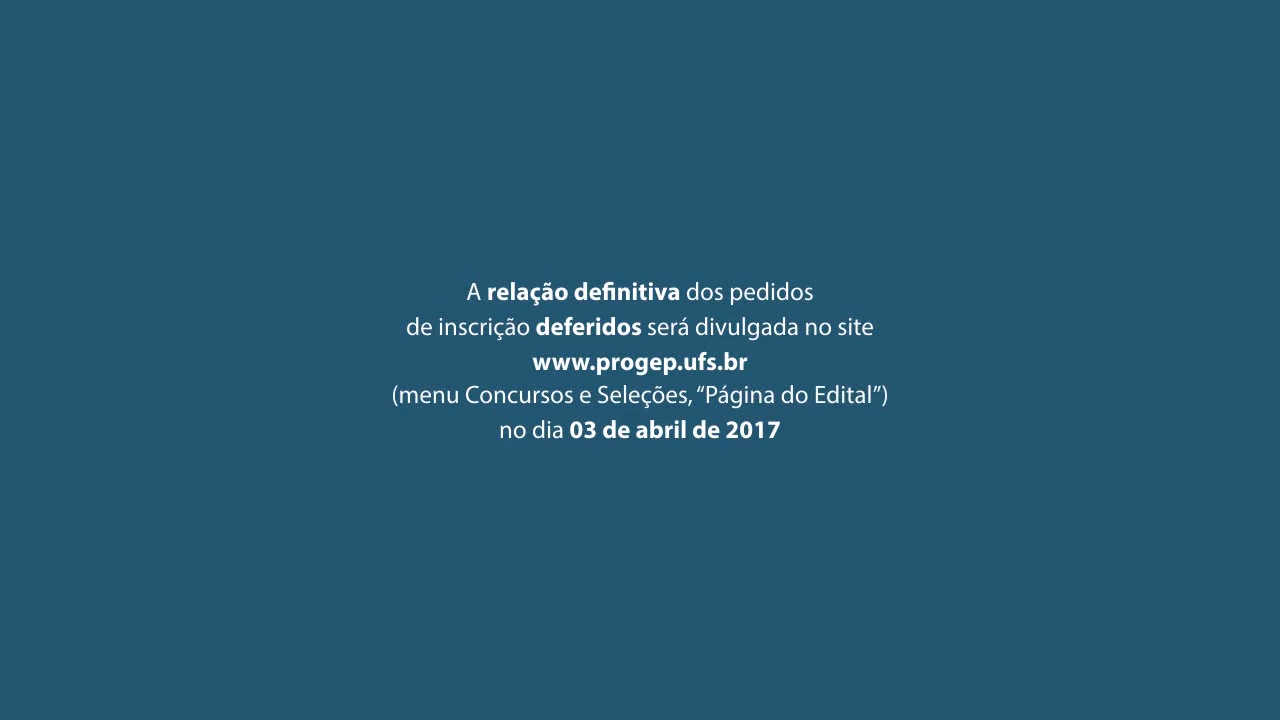 A relação definitiva dos pedidos
de inscrição deferidos será divulgada no site
www.progep.ufs.br
(menu Concursos e Seleções, “Página do Edital”)
no dia 03 de abril de 2017